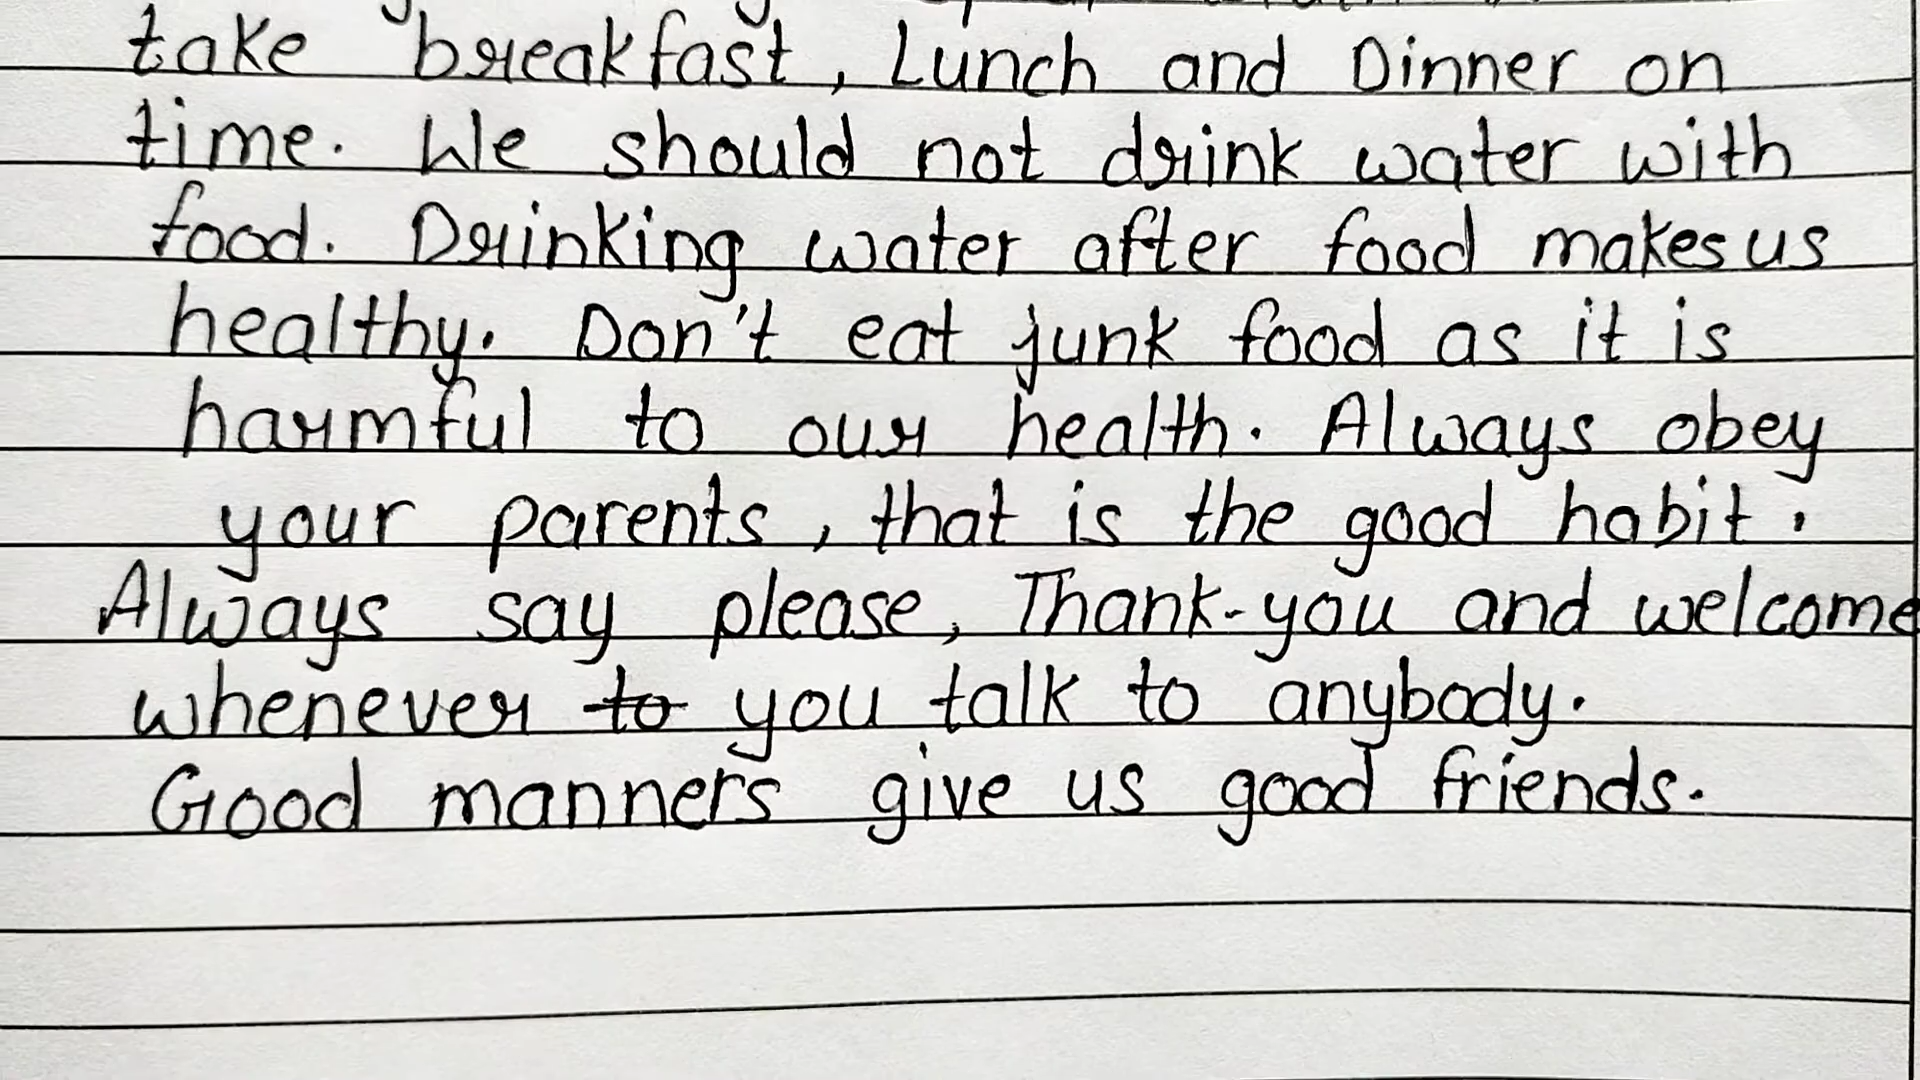 take breakfast, Lunch and Dinner on
time. We should not drink water with
food. Drinking water after food makes us
healthy. Don't eat junk food as it is
harmful to our health. Always obey
your parents, that is the good habit.
Always say please, Thank-you and welcome
whenever to you talk to anybody.
Good manners give us good friends.